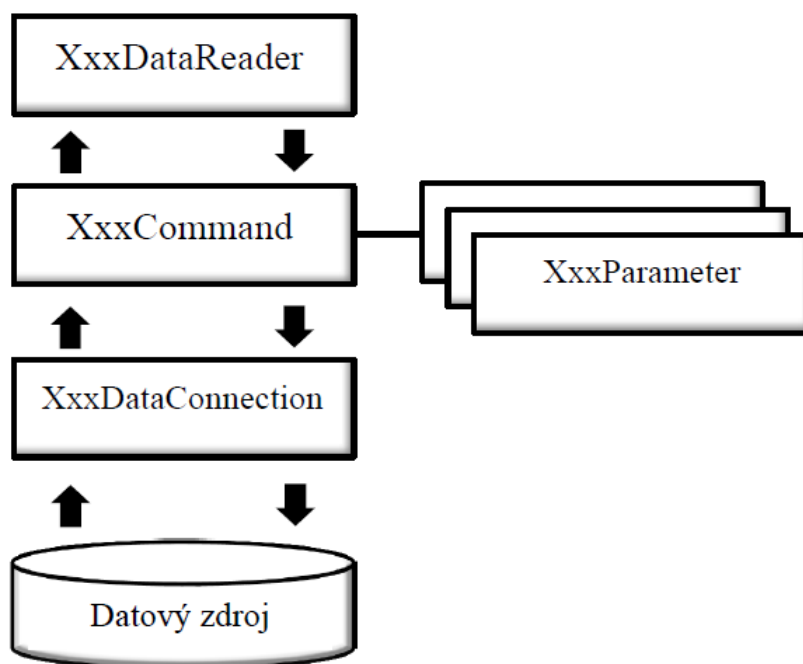 XxxDataReader
XxxCommand
XxxParameter
XxxDataConnection
Datový zdroj